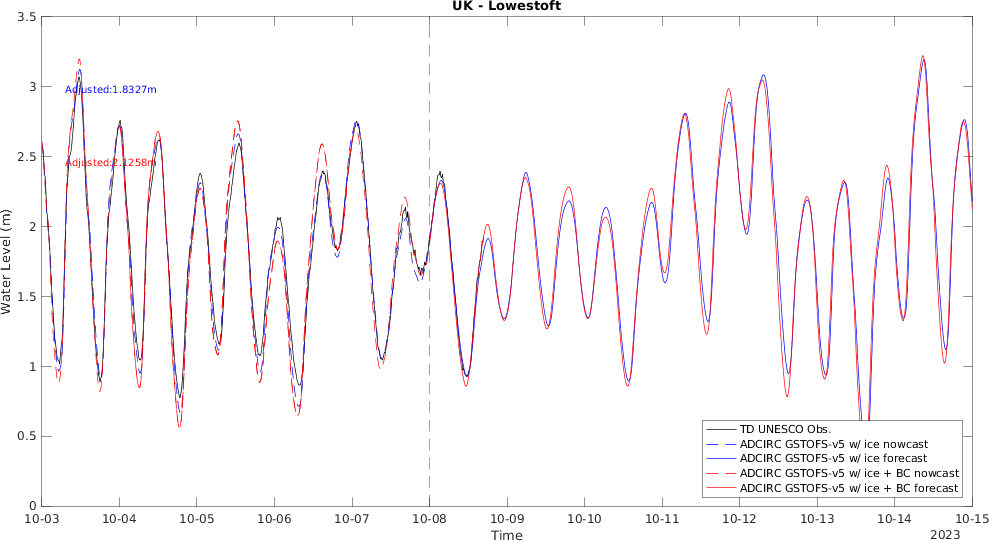 UK - Lowestoft
3.5
3
2.5
2
1.5
1
0.5
0
Water Level (m)
Adjusted:1.8327m
Adjusted:2.1258m
TD UNESCO Obs.
ADCIRC GSTOFS-v5 w/ ice nowcast
ADCIRC GSTOFS-v5 w/ ice forecast
ADCIRC GSTOFS-v5 w/ ice + BC nowcast
ADCIRC GSTOFS-v5 w/ ice + BC forecast
10-03 10-04 10-05 10-06 10-07 10-08 10-09 10-10 10-11 10-12 10-13 10-14 10-15
Time
2023